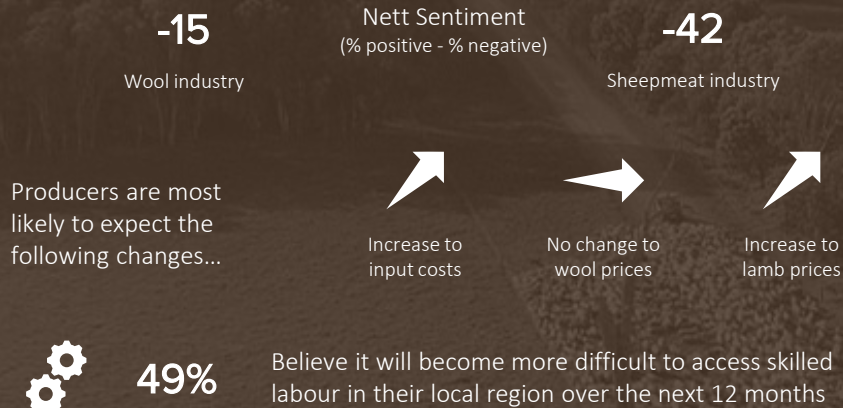 -15
Wool industry
Nett Sentiment
(% positive - % negative)
-42
Sheepmeat industry
Producers are most
likely to expect the
following changes...
Increase to
input costs
No change to
wool prices
Increase to
lamb prices
49%
Believe it will become more difficult to access skilled
labour in their local region over the next 12 months